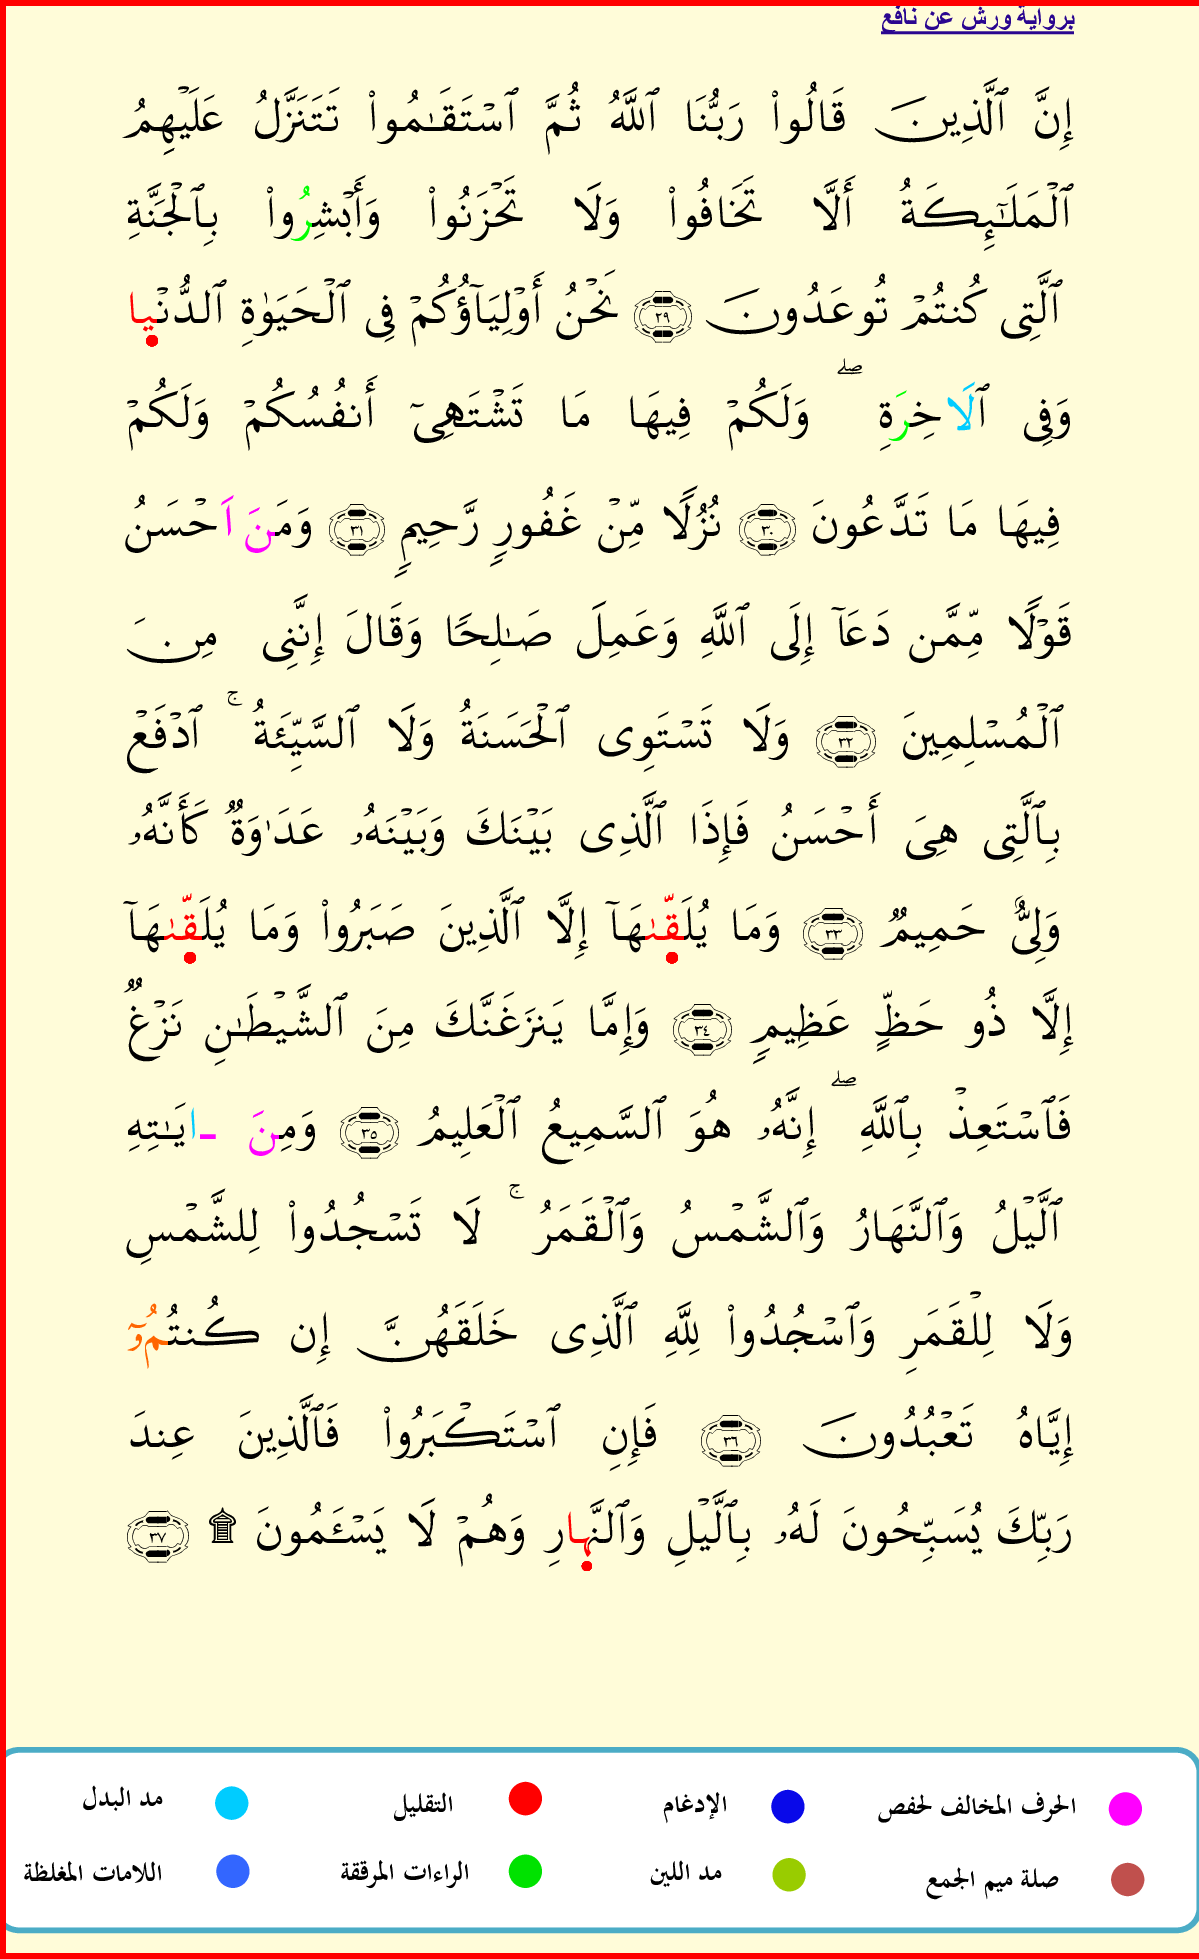 برواية ورش عن نافع
إِنَّ ٱلَّذِينَ قَالُوا۟ رَبُّنَا ٱللَّهُ ثُمَّ ٱسْتَقَـٰمُوا۟ تَتَنَزَّلُ عَلَيْهِمُ
ٱلْمَلَـٰٓئِكَةُ أَلَّا تَخَافُوا۟ وَلَا تَحْزَنُوا۟ وَأَبْشِرُوا۟ بِٱلْجَنَّةِ
ٱلَّتِى كُنتُمْ تُوعَدُونَ ٢٩ نَحْنُ أَوْلِيَآؤُكُمْ فِى ٱلْحَيَوٰةِ ٱلدُّنْيا
وَفِى ٱلَاخِرَةِ ۖ وَلَكُمْ فِيهَا مَا تَشْتَهِىٓ أَنفُسُكُمْ وَلَكُمْ
فِيهَا مَا تَدَّعُونَ ٣٠ نُزُلًا مِّنْ غَفُورٍ رَّحِيمٍ ٣١ وَمَنَ اَحْسَنُ
قَوْلًا مِّمَّن دَعَآ إِلَى ٱللَّهِ وَعَمِلَ صَـٰلِحًا وَقَالَ إِنَّنِى مِنَ
ٱلْمُسْلِمِينَ ٣٢ وَلَا تَسْتَوِى ٱلْحَسَنَةُ وَلَا ٱلسَّيِّئَةُ ۚ ٱدْفَعْ
بِٱلَّتِى هِىَ أَحْسَنُ فَإِذَا ٱلَّذِى بَيْنَكَ وَبَيْنَهُۥ عَدَٰوَةٌ كَأَنَّهُۥ
وَلِىٌّ حَمِيمٌ ٣٣ وَمَا يُلَقّىٰهَآ إِلَّا ٱلَّذِينَ صَبَرُوا۟ وَمَا يُلَقّىٰهَآ
إِلَّا ذُو حَظٍّ عَظِيمٍ ٣٤ وَإِمَّا يَنزَغَنَّكَ مِنَ ٱلشَّيْطَـٰنِ نَزْغٌ
فَٱسْتَعِذْ بِٱللَّهِ ۖ إِنَّهُۥ هُوَ ٱلسَّمِيعُ ٱلْعَلِيمُ ٣٥ وَمِنَ ـايَـٰتِهِ
ٱلَّيْلُ وَٱلنَّهَارُ وَٱلشَّمْسُ وَٱلْقَمَرُ ۚ لَا تَسْجُدُوا۟ لِلشَّمْسِ
وَلَا لِلْقَمَرِ وَٱسْجُدُوا۟ لِلَّهِ ٱلَّذِى خَلَقَهُنَّ إِن كُنتُمُۥٓ
إِيَّاهُ تَعْبُدُونَ ٣٦ فَإِنِ ٱسْتَكْبَرُوا۟ فَٱلَّذِينَ عِندَ
رَبِّكَ يُسَبِّحُونَ لَهُۥ بِٱلَّيْلِ وَٱلنَّهارِ وَهُمْ لَا يَسْـَٔمُونَ ۩ ٣٧
الحرف المخالف لحفص الإدغام التقليل مد البدل
صلة ميم الجمع مد اللين الراءات المرققة اللامات المغلظة